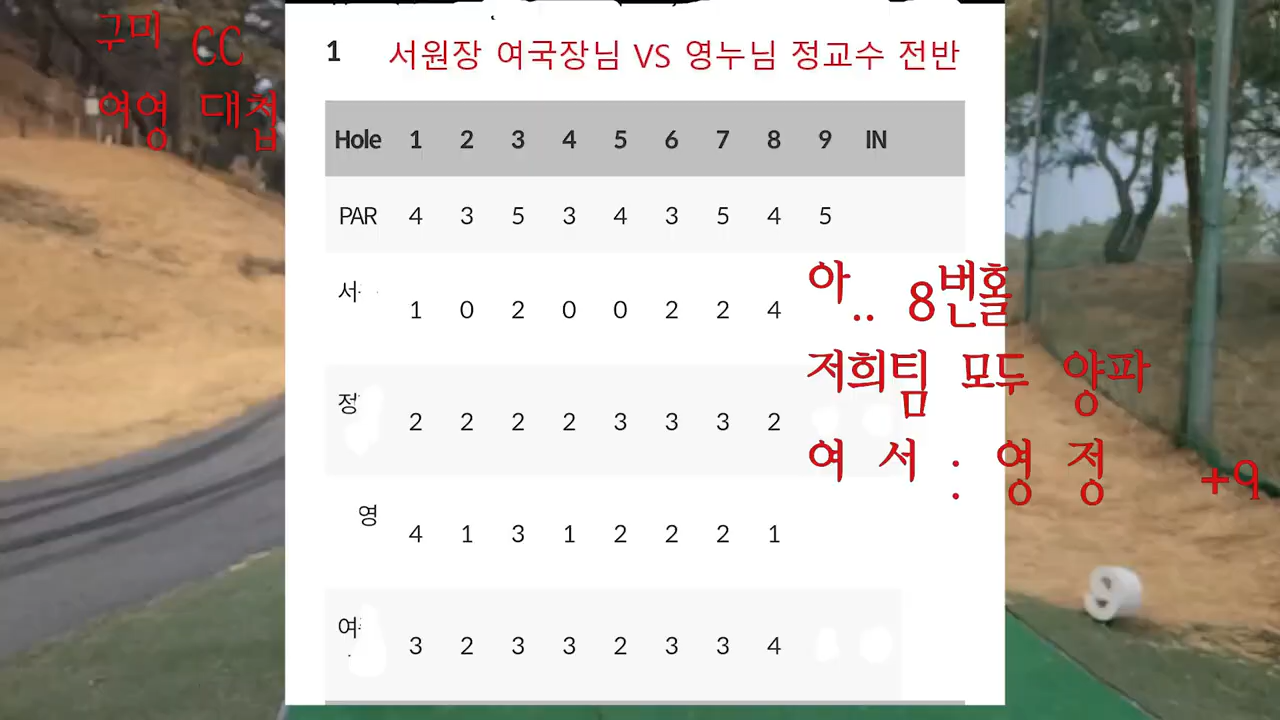 구미 CC
여영 대첩
1 서원장 여국장님 VS 영누님 정교수 전반
Hole 1 2 3 4 5 6 7 8 9 IN
PAR 4 3 5 3 4 3 5 4 5
서 1 0 2 0 0 2 2 4
정 2 2 2 2 3 3 3 2
영 4 1 3 1 2 2 2 1
여 3 2 3 3 2 3 3 4
아.. 8번홀
저희팀 모두 양파
여 서 : 영 정 +9